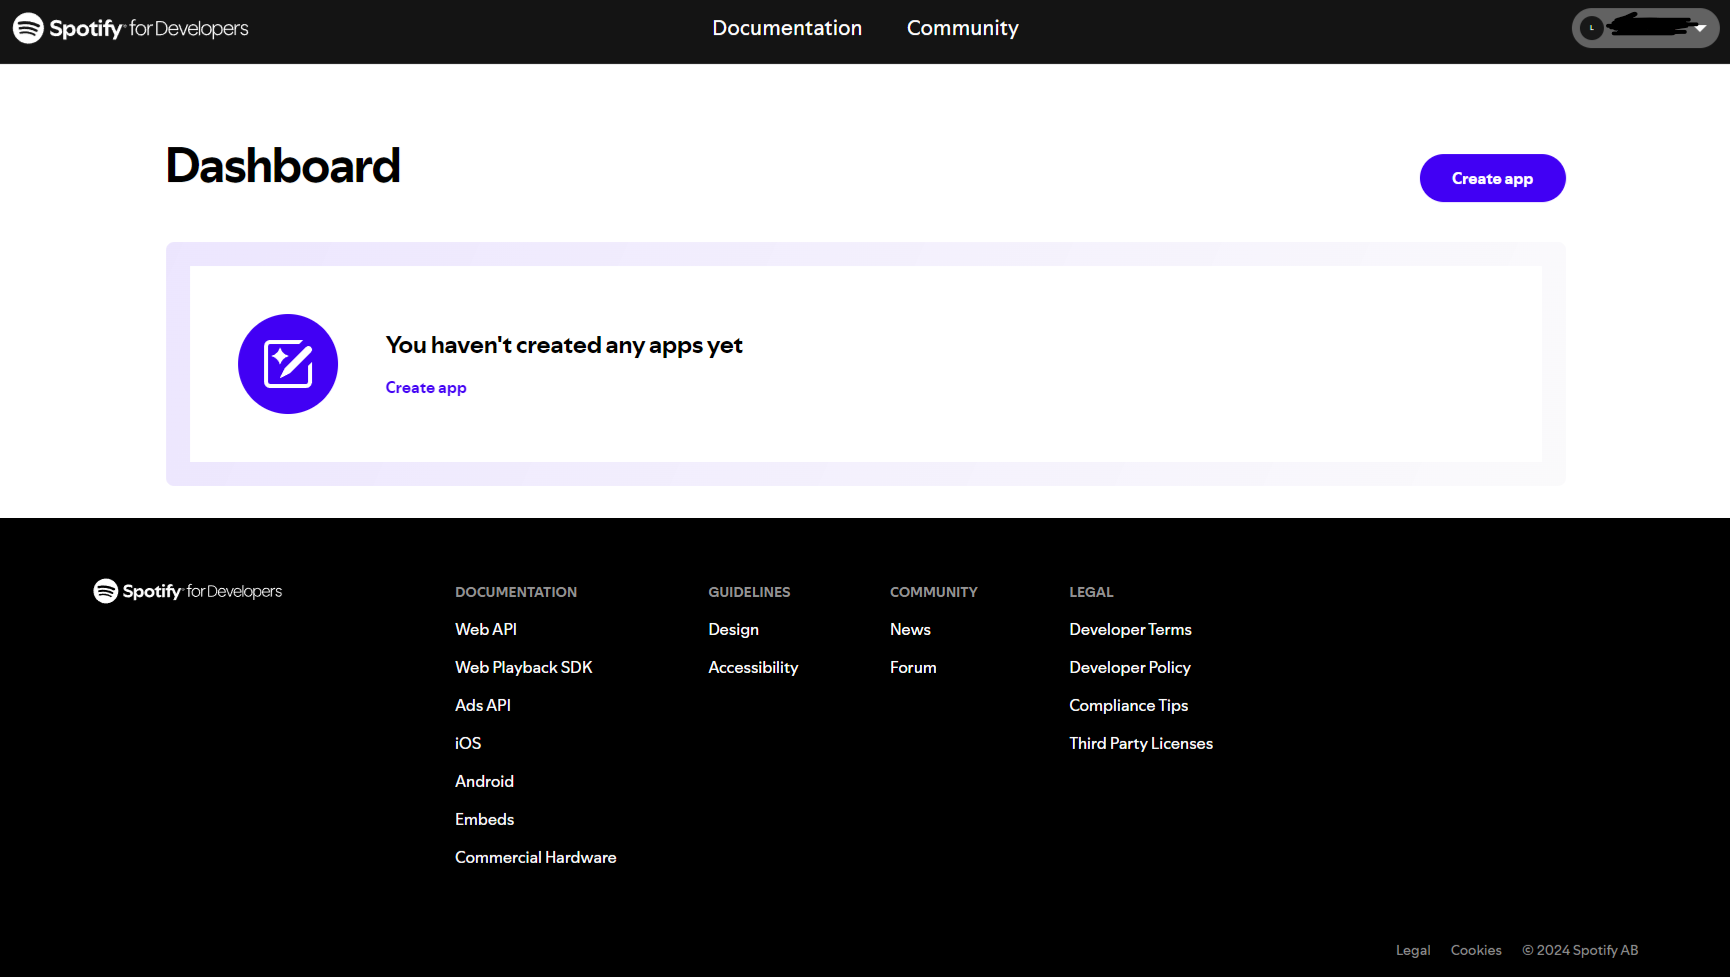 Spotify for Developers
Documentation
Community
L
Dashboard
Create app
You haven't created any apps yet
Create app
Spotify for Developers
DOCUMENTATION
Web API
Web Playback SDK
Ads API
iOS
Android
Embeds
Commercial Hardware
GUIDELINES
Design
Accessibility
COMMUNITY
News
Forum
LEGAL
Developer Terms
Developer Policy
Compliance Tips
Third Party Licenses
Legal
Cookies
© 2024 Spotify AB